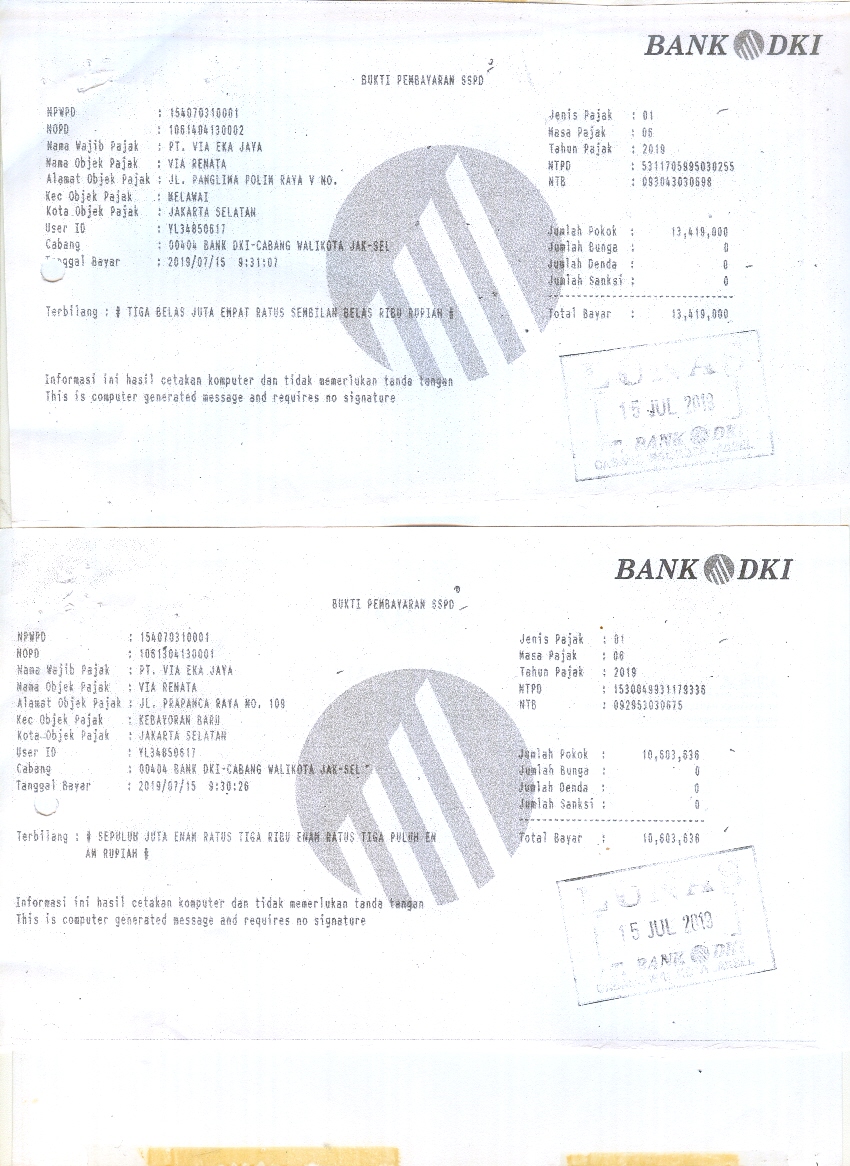 BANK DKI
BUKTI PEMBAYARAN SSPD
NPWPD : 154070310001
NOPD : 1061404130002
Nama Wajib Pajak : PT. VIA EKA JAYA
Nama Objek Pajak : VIA RENATA
Alamat Objek Pajak : JL. PANGLIMA POLIM RAYA V NO.
Kec Objek Pajak : MELAWAI
Kota Objek Pajak : JAKARTA SELATAN
User ID : YL34850617
Cabang : 00404 BANK DKI-CABANG WALIKOTA JAK-SEL
Tanggal Bayar : 2019/07/15 9:31:07
Jenis Pajak : 01
Masa Pajak : 06
Tahun Pajak : 2019
NTPD : 5311705995030255
NTB : 093043030698
Jumlah Pokok : 13,419,000
Jumlah Bunga : 0
Jumlah Denda : 0
Jumlah Sanksi : 0
Total Bayar : 13,419,000
Terbilang : # TIGA BELAS JUTA EMPAT RATUS SEMBILAN BELAS RIBU RUPIAH #
Informasi ini hasil cetakan komputer dan tidak memerlukan tanda tangan
This is computer generated message and requires no signature
LUNAS
15 JUL 2019
BANK DKI
BANK DKI
BUKTI PEMBAYARAN SSPD
NPWPD : 154070310001
NOPD : 1061304130001
Nama Wajib Pajak : PT. VIA EKA JAYA
Nama Objek Pajak : VIA RENATA
Alamat Objek Pajak : JL. PRAPANCA RAYA NO. 109
Kec Objek Pajak : KEBAYORAN BARU
Kota Objek Pajak : JAKARTA SELATAN
User ID : YL34850617
Cabang : 00404 BANK DKI-CABANG WALIKOTA JAK-SEL
Tanggal Bayar : 2019/07/15 9:30:26
Jenis Pajak : 01
Masa Pajak : 06
Tahun Pajak : 2019
NTPD : 1530049931179336
NTB : 092953030675
Jumlah Pokok : 10,603,636
Jumlah Bunga : 0
Jumlah Denda : 0
Jumlah Sanksi : 0
Total Bayar : 10,603,636
Terbilang : # SEPULUH JUTA ENAM RATUS TIGA RIBU ENAM RATUS TIGA PULUH EN
AM RUPIAH #
Informasi ini hasil cetakan komputer dan tidak memerlukan tanda tangan
This is computer generated message and requires no signature
LUNAS
15 JUL 2019
BANK DKI